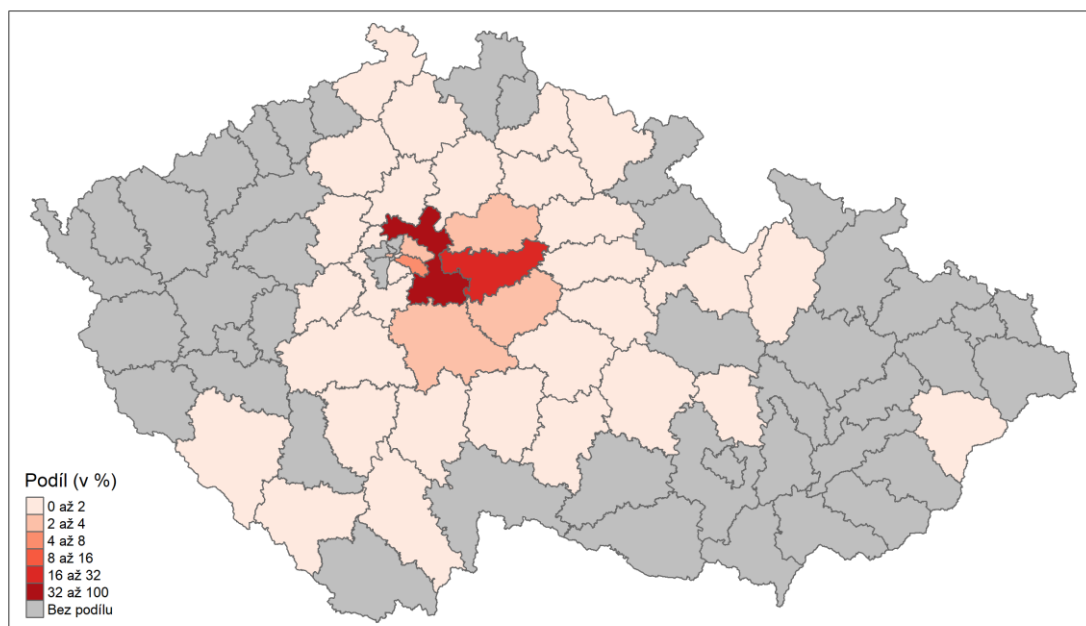 Podíl (v %)
0 až 2
2 až 4
4 až 8
8 až 16
16 až 32
32 až 100
Bez podílu